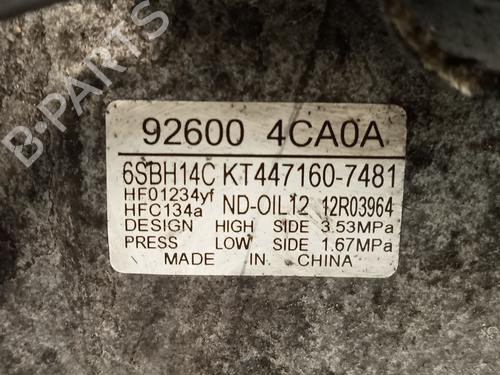 92600 4CA0A
6SBH14C KT447160-7481
HFO1234yf
HFC134a ND-OIL12 12R03964
DESIGN HIGH SIDE 3.53MPa
PRESS LOW SIDE 1.67MPa
MADE IN CHINA
B-PARTS